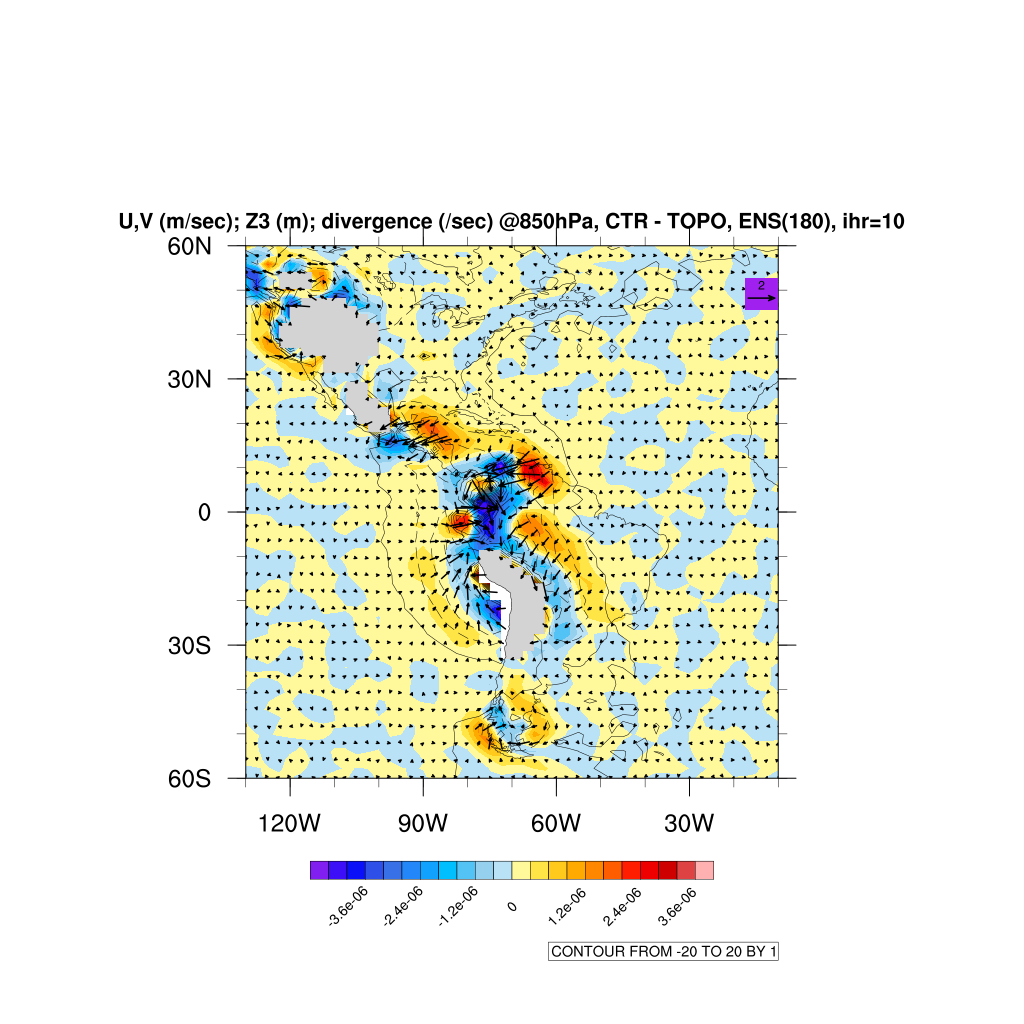 U,V (m/sec); Z3 (m); divergence (/sec) @850hPa, CTR - TOPO, ENS(180), ihr=10
60N
2
30N
0
30S
60S
120W 90W 60W 30W
-3.6e-06 -2.4e-06 -1.2e-06 0 1.2e-06 2.4e-06 3.6e-06
CONTOUR FROM -20 TO 20 BY 1